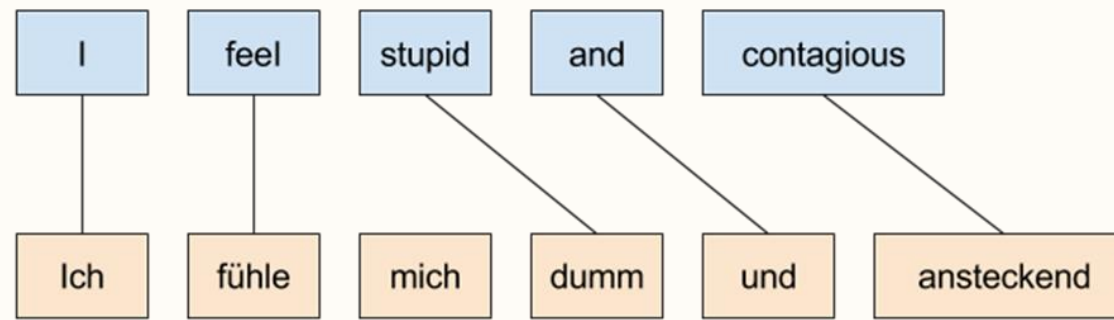 I feel stupid and contagious
Ich fühle mich dumm und ansteckend